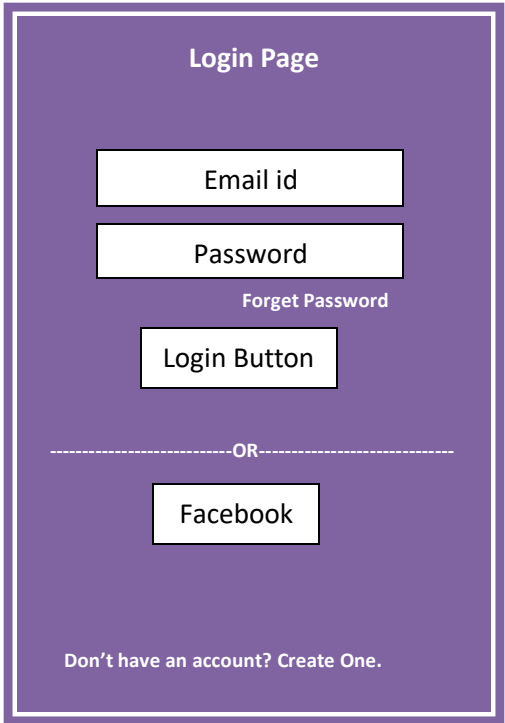 Login Page
Email id
Password
Forget Password
Login Button
----------------------------OR------------------------------
Facebook
Don’t have an account? Create One.